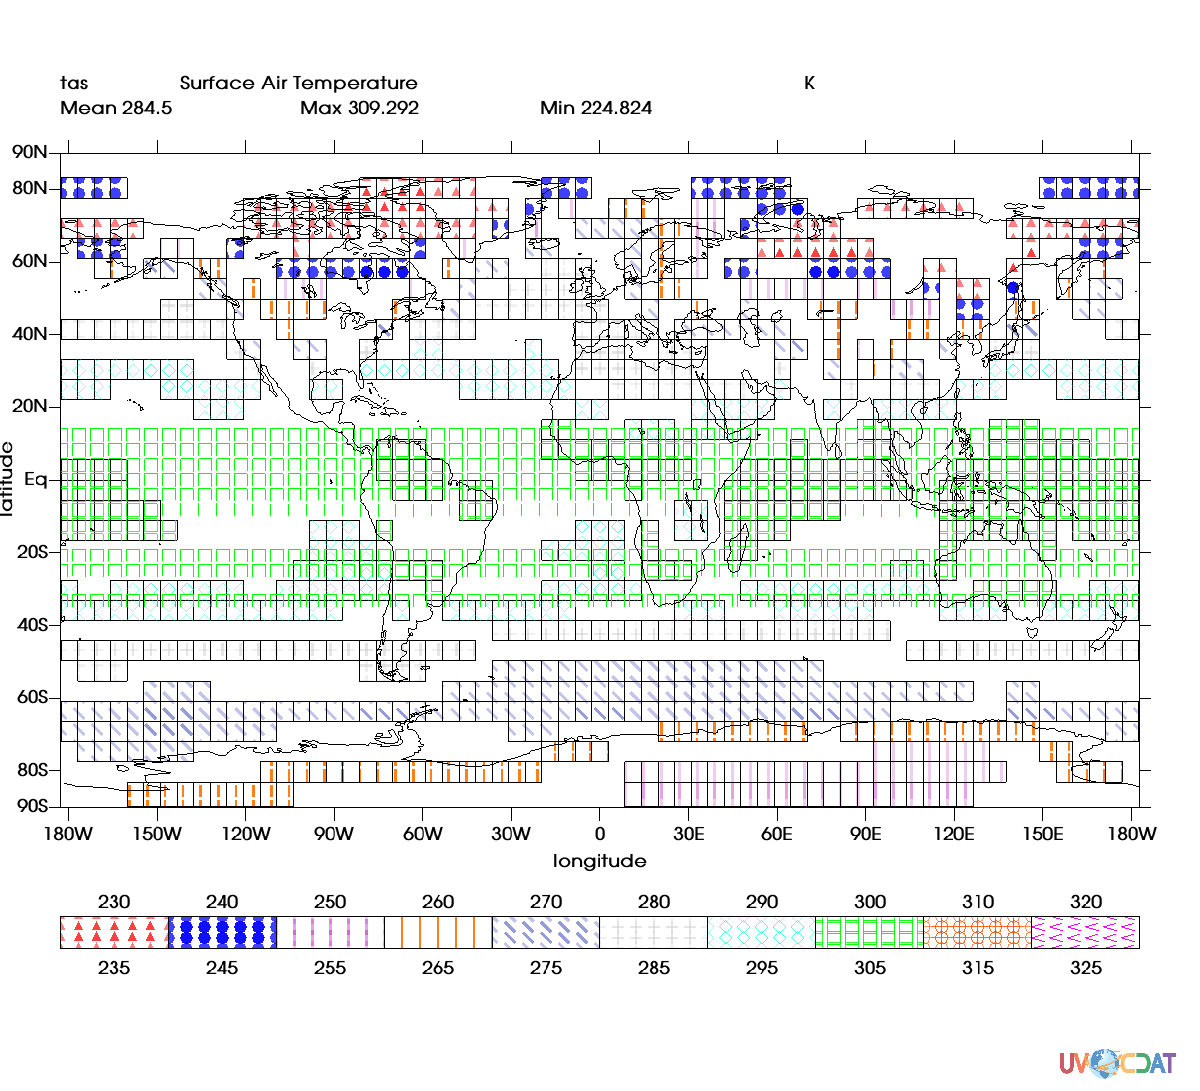 tas Surface Air Temperature K
Mean 284.5 Max 309.292 Min 224.824
90N
80N
60N
40N
20N
Eq
20S
40S
60S
80S
90S
latitude
180W 150W 120W 90W 60W 30W 0 30E 60E 90E 120E 150E 180W
longitude
230 240 250 260 270 280 290 300 310 320
235 245 255 265 275 285 295 305 315 325
UV CDAT